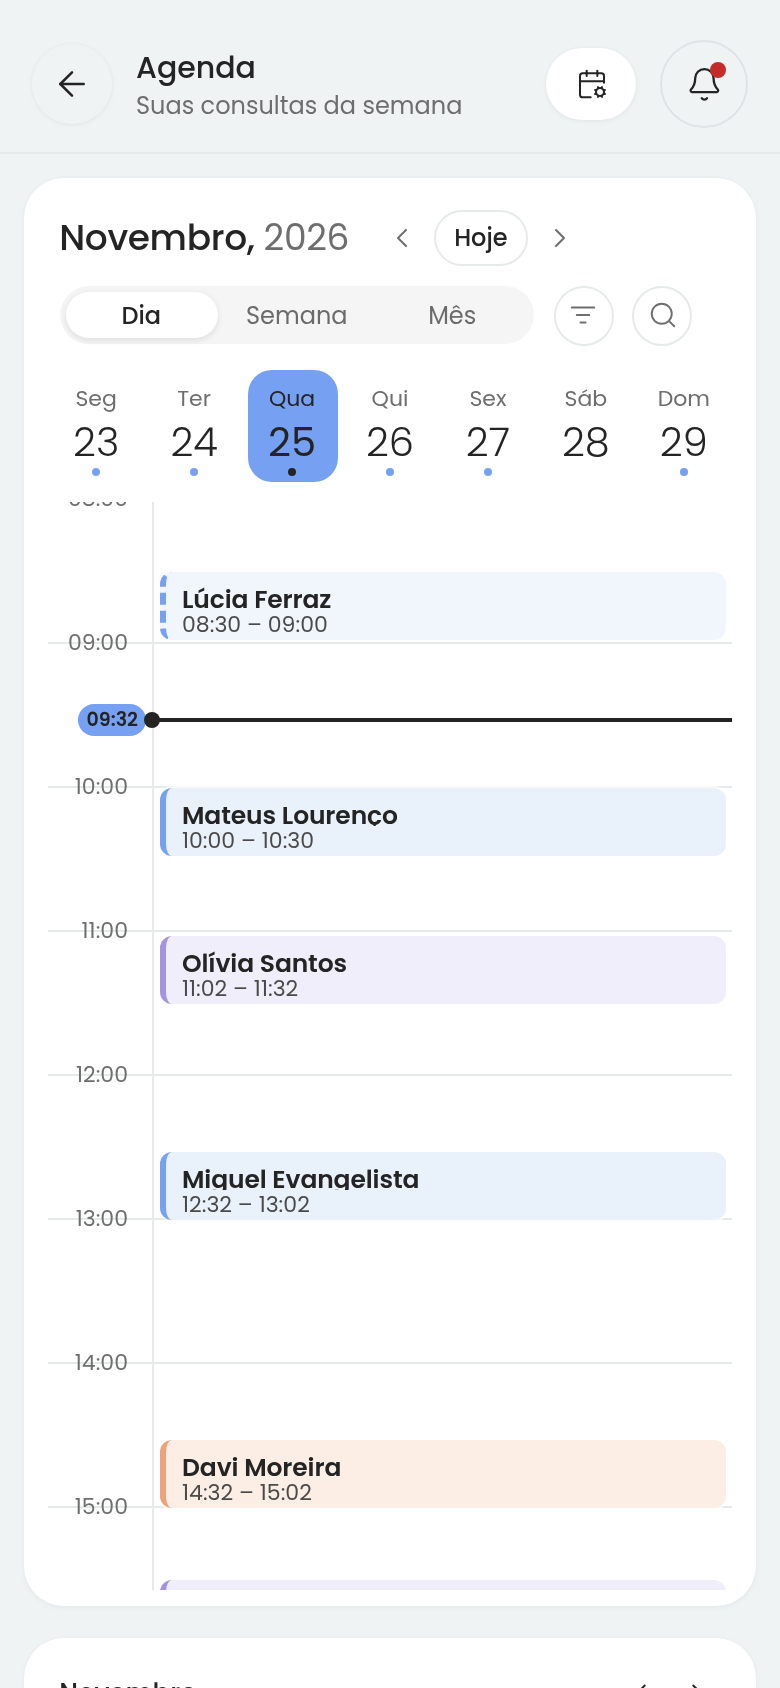 Agenda
Suas consultas da semana
Novembro, 2026
Hoje
Dia Semana Mês
Seg Ter Qua Qui Sex Sáb Dom
23 24 25 26 27 28 29
Lúcia Ferraz
08:30 – 09:00
09:00
09:32
10:00
Mateus Lourenço
10:00 – 10:30
11:00
Olívia Santos
11:02 – 11:32
12:00
Miguel Evangelista
12:32 – 13:02
13:00
14:00
Davi Moreira
14:32 – 15:02
15:00
Novembro